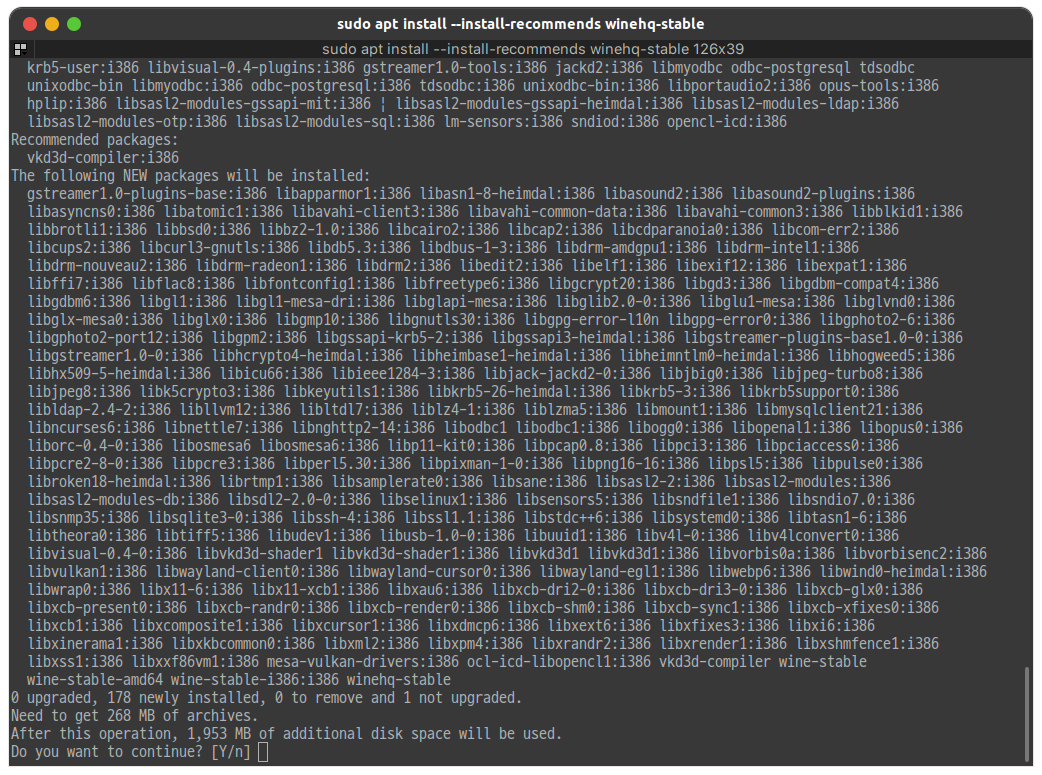 sudo apt install --install-recommends winehq-stable
sudo apt install --install-recommends winehq-stable 126x39
krb5-user:i386 libvisual-0.4-plugins:i386 gstreamer1.0-tools:i386 jackd2:i386 libmyodbc odbc-postgresql tdsodbc
unixodbc-bin libmyodbc:i386 odbc-postgresql:i386 tdsodbc:i386 unixodbc-bin:i386 libportaudio2:i386 opus-tools:i386
hplip:i386 libsasl2-modules-gssapi-mit:i386 | libsasl2-modules-gssapi-heimdal:i386 libsasl2-modules-ldap:i386
libsasl2-modules-otp:i386 libsasl2-modules-sql:i386 lm-sensors:i386 sndiod:i386 opencl-icd:i386
Recommended packages:
vkd3d-compiler:i386
The following NEW packages will be installed:
gstreamer1.0-plugins-base:i386 libapparmor1:i386 libasn1-8-heimdal:i386 libasound2:i386 libasound2-plugins:i386
libasyncns0:i386 libatomic1:i386 libavahi-client3:i386 libavahi-common-data:i386 libavahi-common3:i386 libblkid1:i386
libbrotli1:i386 libbsd0:i386 libbz2-1.0:i386 libcairo2:i386 libcap2:i386 libcdparanoia0:i386 libcom-err2:i386
libcups2:i386 libcurl3-gnutls:i386 libdb5.3:i386 libdbus-1-3:i386 libdrm-amdgpu1:i386 libdrm-intel1:i386
libdrm-nouveau2:i386 libdrm-radeon1:i386 libdrm2:i386 libedit2:i386 libelf1:i386 libexif12:i386 libexpat1:i386
libffi7:i386 libflac8:i386 libfontconfig1:i386 libfreetype6:i386 libgcrypt20:i386 libgd3:i386 libgdbm-compat4:i386
libgdbm6:i386 libgl1:i386 libgl1-mesa-dri:i386 libglapi-mesa:i386 libglib2.0-0:i386 libglu1-mesa:i386 libglvnd0:i386
libglx-mesa0:i386 libglx0:i386 libgmp10:i386 libgnutls30:i386 libgpg-error-l10n libgpg-error0:i386 libgphoto2-6:i386
libgphoto2-port12:i386 libgpm2:i386 libgssapi-krb5-2:i386 libgssapi3-heimdal:i386 libgstreamer-plugins-base1.0-0:i386
libgstreamer1.0-0:i386 libhcrypto4-heimdal:i386 libheimbase1-heimdal:i386 libheimntlm0-heimdal:i386 libhogweed5:i386
libhx509-5-heimdal:i386 libicu66:i386 libieee1284-3:i386 libjack-jackd2-0:i386 libjbig0:i386 libjpeg-turbo8:i386
libjpeg8:i386 libk5crypto3:i386 libkeyutils1:i386 libkrb5-26-heimdal:i386 libkrb5-3:i386 libkrb5support0:i386
libldap-2.4-2:i386 libllvm12:i386 libltdl7:i386 liblz4-1:i386 liblzma5:i386 libmount1:i386 libmysqlclient21:i386
libncurses6:i386 libnettle7:i386 libnghttp2-14:i386 libodbc1 libodbc1:i386 libogg0:i386 libopenal1:i386 libopus0:i386
liborc-0.4-0:i386 libosmesa6 libosmesa6:i386 libp11-kit0:i386 libpcap0.8:i386 libpci3:i386 libpciaccess0:i386
libpcre2-8-0:i386 libpcre3:i386 libperl5.30:i386 libpixman-1-0:i386 libpng16-16:i386 libpsl5:i386 libpulse0:i386
libroken18-heimdal:i386 librtmp1:i386 libsamplerate0:i386 libsane:i386 libsasl2-2:i386 libsasl2-modules:i386
libsasl2-modules-db:i386 libsdl2-2.0-0:i386 libselinux1:i386 libsensors5:i386 libsndfile1:i386 libsndio7.0:i386
libsnmp35:i386 libsqlite3-0:i386 libssh-4:i386 libssl1.1:i386 libstdc++6:i386 libsystemd0:i386 libtasn1-6:i386
libtheora0:i386 libtiff5:i386 libudev1:i386 libusb-1.0-0:i386 libuuid1:i386 libv4l-0:i386 libv4lconvert0:i386
libvisual-0.4-0:i386 libvkd3d-shader1 libvkd3d-shader1:i386 libvkd3d1 libvkd3d1:i386 libvorbis0a:i386 libvorbisenc2:i386
libvulkan1:i386 libwayland-client0:i386 libwayland-cursor0:i386 libwayland-egl1:i386 libwebp6:i386 libwind0-heimdal:i386
libwrap0:i386 libx11-6:i386 libx11-xcb1:i386 libxau6:i386 libxcb-dri2-0:i386 libxcb-dri3-0:i386 libxcb-glx0:i386
libxcb-present0:i386 libxcb-randr0:i386 libxcb-render0:i386 libxcb-shm0:i386 libxcb-sync1:i386 libxcb-xfixes0:i386
libxcb1:i386 libxcomposite1:i386 libxcursor1:i386 libxdmcp6:i386 libxext6:i386 libxfixes3:i386 libxi6:i386
libxinerama1:i386 libxkbcommon0:i386 libxml2:i386 libxpm4:i386 libxrandr2:i386 libxrender1:i386 libxshmfence1:i386
libxss1:i386 libxxf86vm1:i386 mesa-vulkan-drivers:i386 ocl-icd-libopencl1:i386 vkd3d-compiler wine-stable
wine-stable-amd64 wine-stable-i386:i386 winehq-stable
0 upgraded, 178 newly installed, 0 to remove and 1 not upgraded.
Need to get 268 MB of archives.
After this operation, 1,953 MB of additional disk space will be used.
Do you want to continue? [Y/n]